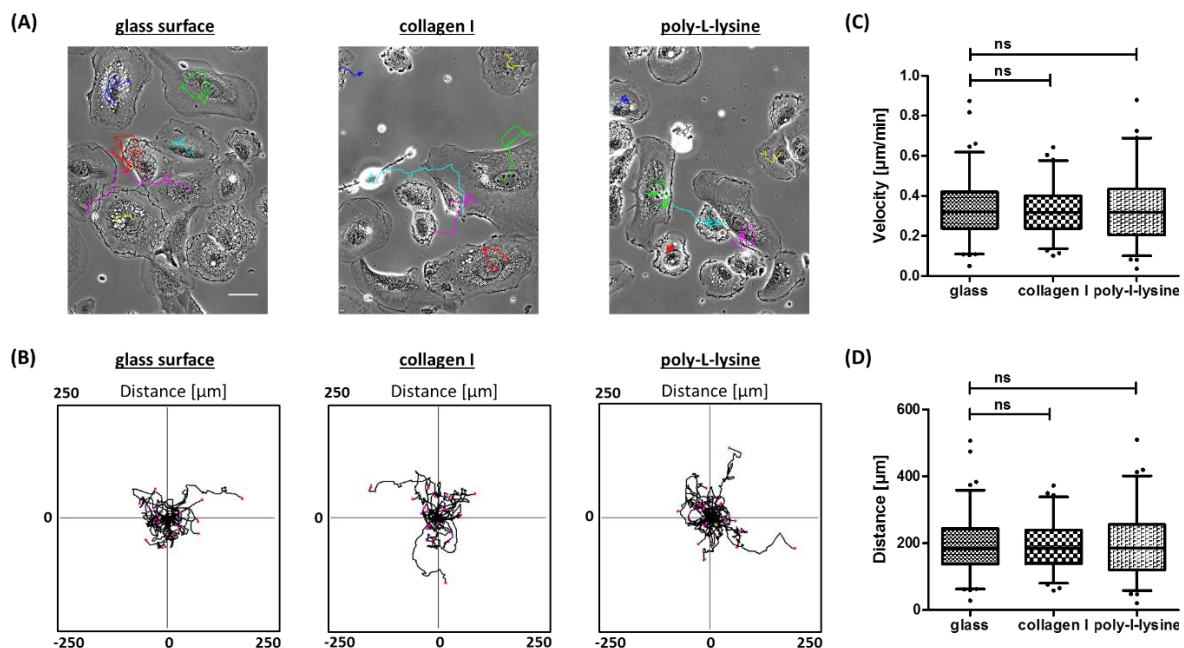 (A)
glass surface
collagen I
poly-L-lysine
(B)
glass surface
collagen I
poly-L-lysine
250
Distance [µm]
250
Distance [µm]
250
Distance [µm]
0
0
0
-250
0
250
-250
0
250
-250
0
250
(C)
ns
ns
1.0
0.8
0.6
0.4
0.2
0.0
Velocity [µm/min]
glass
collagen I
poly-l-lysine
(D)
ns
ns
600
400
200
0
Distance [µm]
glass
collagen I
poly-l-lysine